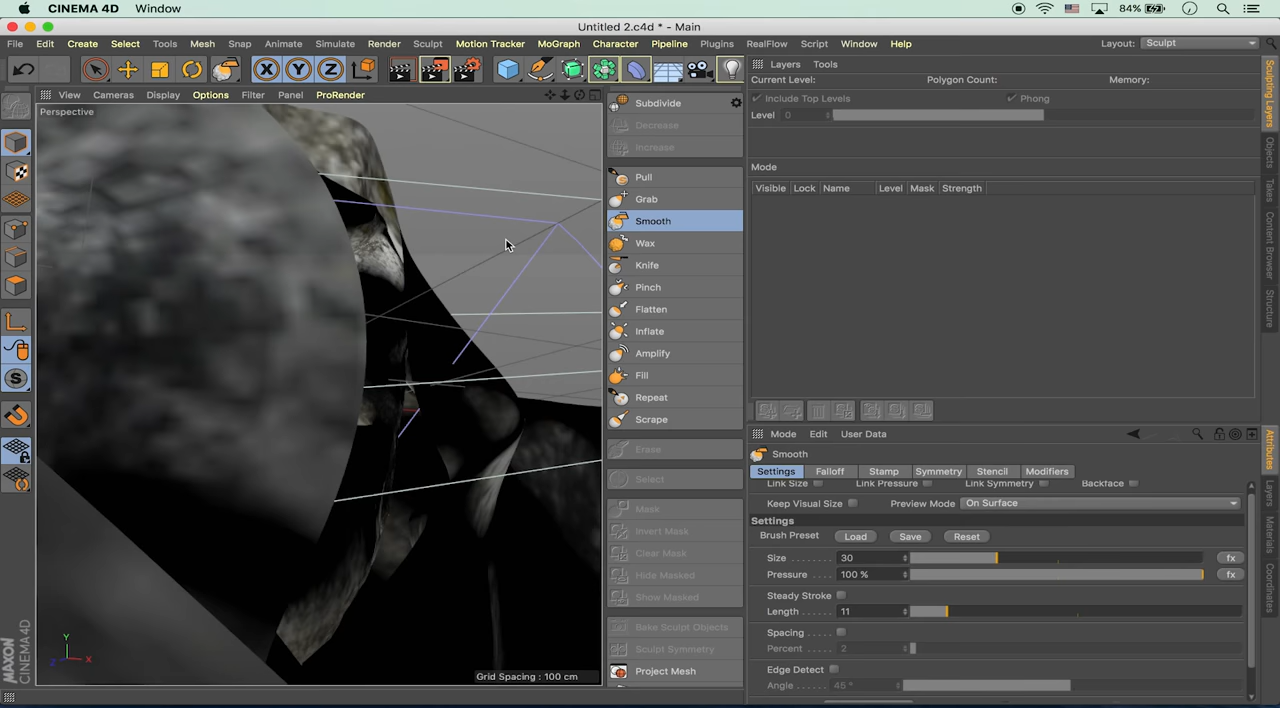 CINEMA 4D Window 84%
Untitled 2.c4d * - Main
File Edit Create Select Tools Mesh Snap Animate Simulate Render Sculpt Motion Tracker MoGraph Character Pipeline Plugins RealFlow Script Window Help Layout: Sculpt
X Y Z
View Cameras Display Options Filter Panel ProRender
Perspective
Subdivide
Decrease
Increase
Pull
Grab
Smooth
Wax
Knife
Pinch
Flatten
Inflate
Amplify
Fill
Repeat
Scrape
Erase
Select
Mask
Invert Mask
Clear Mask
Hide Masked
Show Masked
Bake Sculpt Objects
Sculpt Symmetry
Project Mesh
Layers Tools
Current Level: Polygon Count: Memory:
Include Top Levels Phong
Level 0
Mode
Visible Lock Name Level Mask Strength
Mode Edit User Data
Smooth
Settings Falloff Stamp Symmetry Stencil Modifiers
Link Size Link Pressure Link Symmetry Backface
Keep Visual Size Preview Mode On Surface
Settings
Brush Preset Load Save Reset
Size 30 fx
Pressure 100 % fx
Steady Stroke
Length 11
Spacing
Percent 2
Edge Detect
Angle 45 °
Sculpting Layers
Objects
Takes
Content Browser
Structure
Attributes
Layers
Materials
Coordinates
S
Y
Z X
Grid Spacing : 100 cm
MAXON
CINEMA4D